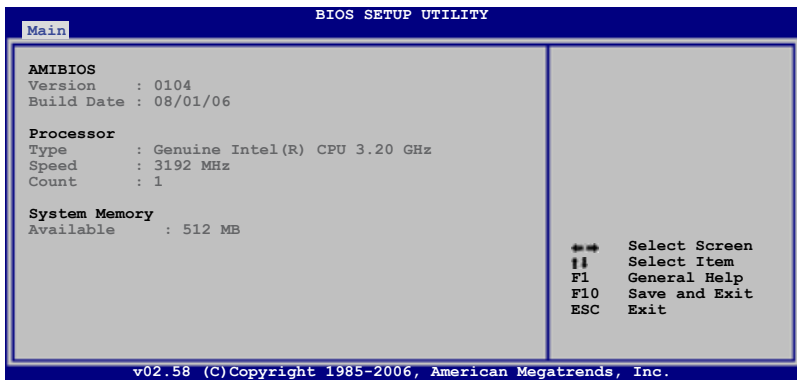 BIOS SETUP UTILITY
Main
AMIBIOS
Version : 0104
Build Date : 08/01/06
Processor
Type : Genuine Intel(R) CPU 3.20 GHz
Speed : 3192 MHz
Count : 1
System Memory
Available : 512 MB
←→ Select Screen
↑↓ Select Item
F1 General Help
F10 Save and Exit
ESC Exit
v02.58 (C)Copyright 1985-2006, American Megatrends, Inc.